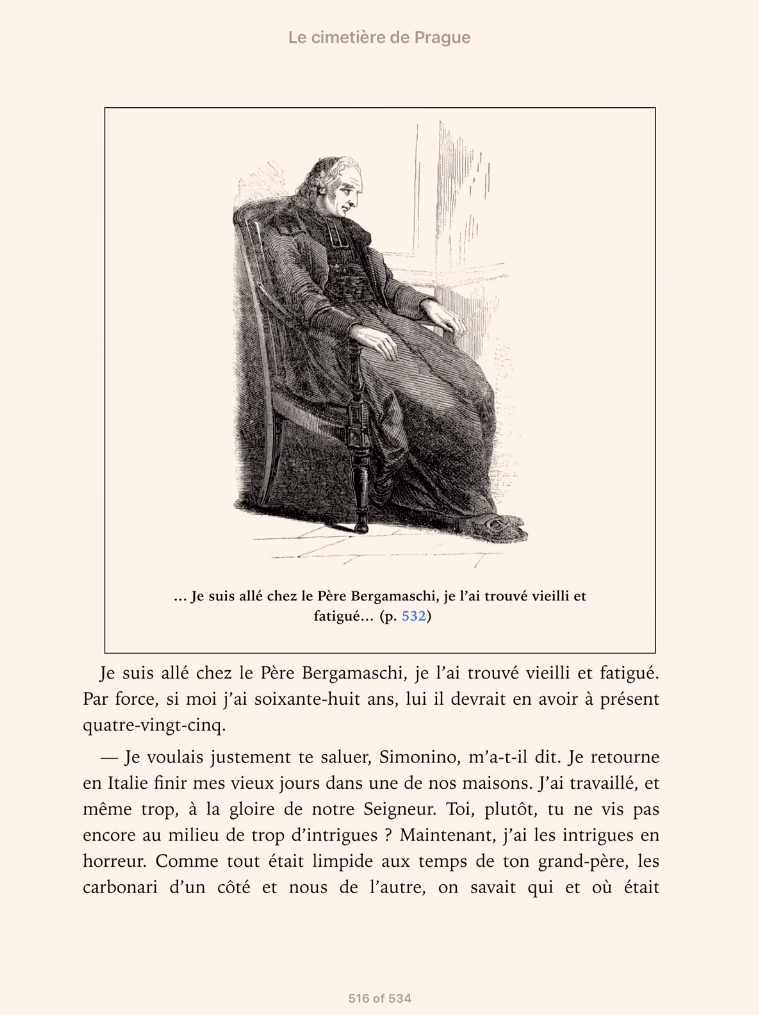 Le cimetière de Prague
… Je suis allé chez le Père Bergamaschi, je l’ai trouvé vieilli et
fatigué… (p. 532)
Je suis allé chez le Père Bergamaschi, je l’ai trouvé vieilli et fatigué.
Par force, si moi j’ai soixante-huit ans, lui il devrait en avoir à présent
quatre-vingt-cinq.
— Je voulais justement te saluer, Simonino, m’a-t-il dit. Je retourne
en Italie finir mes vieux jours dans une de nos maisons. J’ai travaillé, et
même trop, à la gloire de notre Seigneur. Toi, plutôt, tu ne vis pas
encore au milieu de trop d’intrigues ? Maintenant, j’ai les intrigues en
horreur. Comme tout était limpide aux temps de ton grand-père, les
carbonari d’un côté et nous de l’autre, on savait qui et où était
516 of 534